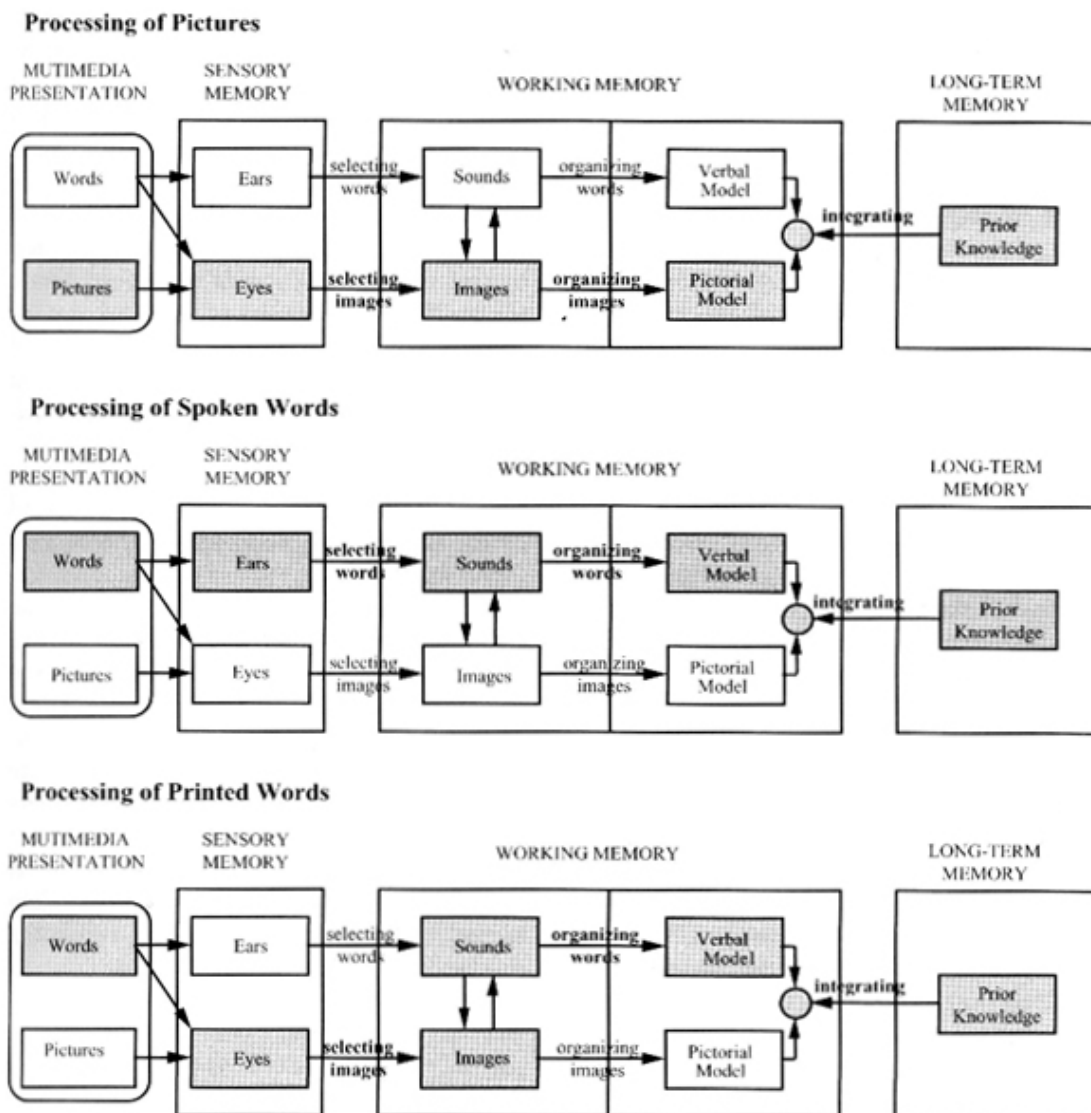 Processing of Pictures
MUTIMEDIA
PRESENTATION
SENSORY
MEMORY
WORKING MEMORY
LONG-TERM
MEMORY
Words
Ears
selecting
words
Sounds
organizing
words
Verbal
Model
integrating
Prior
Knowledge
Pictures
Eyes
selecting
images
Images
organizing
images
Pictorial
Model
Processing of Spoken Words
MUTIMEDIA
PRESENTATION
SENSORY
MEMORY
WORKING MEMORY
LONG-TERM
MEMORY
Words
Ears
selecting
words
Sounds
organizing
words
Verbal
Model
integrating
Prior
Knowledge
Pictures
Eyes
selecting
images
Images
organizing
images
Pictorial
Model
Processing of Printed Words
MUTIMEDIA
PRESENTATION
SENSORY
MEMORY
WORKING MEMORY
LONG-TERM
MEMORY
Words
Ears
selecting
words
Sounds
organizing
words
Verbal
Model
integrating
Prior
Knowledge
Pictures
Eyes
selecting
images
Images
organizing
images
Pictorial
Model